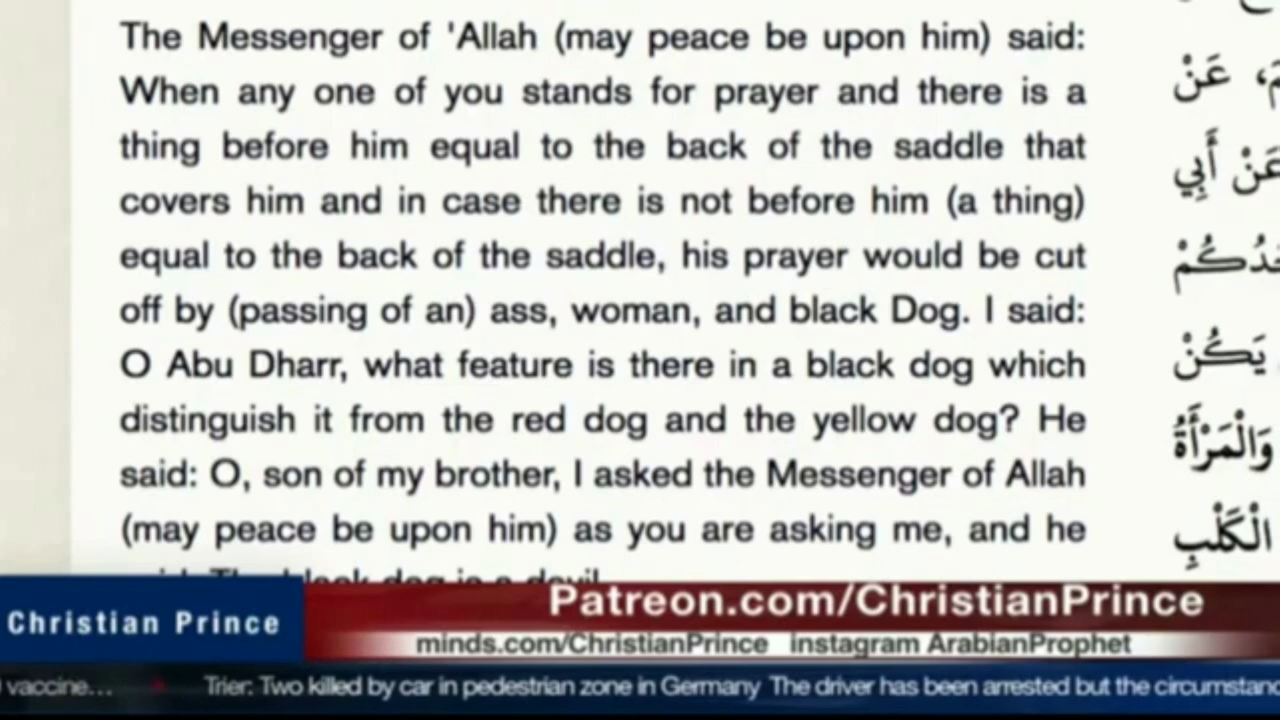 The Messenger of 'Allah (may peace be upon him) said:
When any one of you stands for prayer and there is a
thing before him equal to the back of the saddle that
covers him and in case there is not before him (a thing)
equal to the back of the saddle, his prayer would be cut
off by (passing of an) ass, woman, and black Dog. I said:
O Abu Dharr, what feature is there in a black dog which
distinguish it from the red dog and the yellow dog? He
said: O, son of my brother, I asked the Messenger of Allah
(may peace be upon him) as you are asking me, and he
black dog is a devil
عَنْ
عَنْ أَبِي
يَكُنْ
وَالْمَرْأَةُ
الْكَلْبِ
Christian Prince
Patreon.com/ChristianPrince
minds.com/ChristianPrince instagram ArabianProphet
vaccine... Trier: Two killed by car in pedestrian zone in Germany The driver has been arrested but the